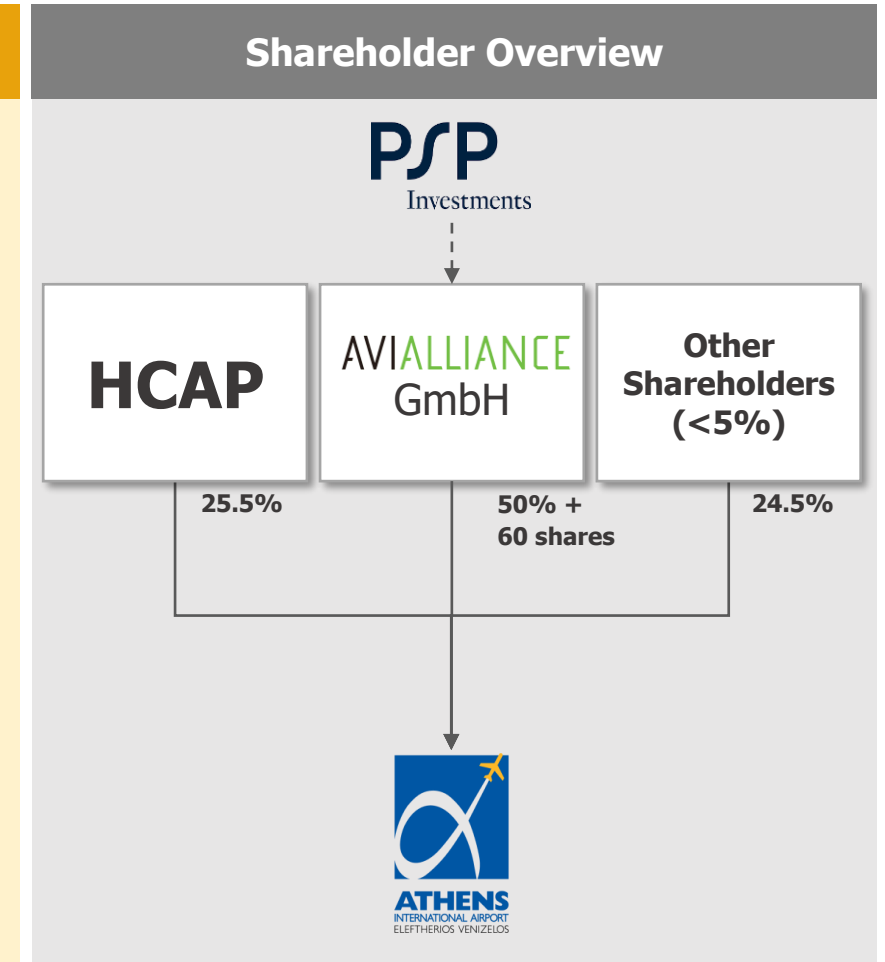 Shareholder Overview
PSP
Investments
HCAP
AVIALLIANCE
GmbH
Other
Shareholders
(<5%)
25.5%
50% +
60 shares
24.5%
ATHENS
INTERNATIONAL AIRPORT
ELEFTHERIOS VENIZELOS